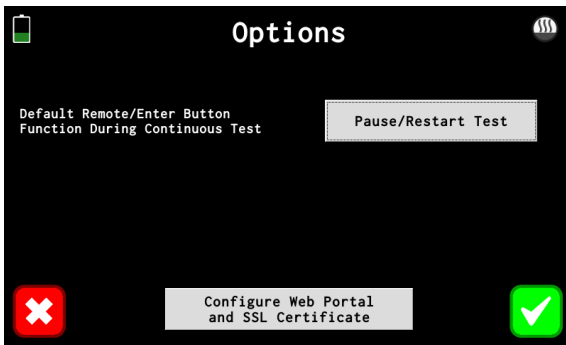 Options
Default Remote/Enter Button
Function During Continuous Test
Pause/Restart Test
Configure Web Portal
and SSL Certificate